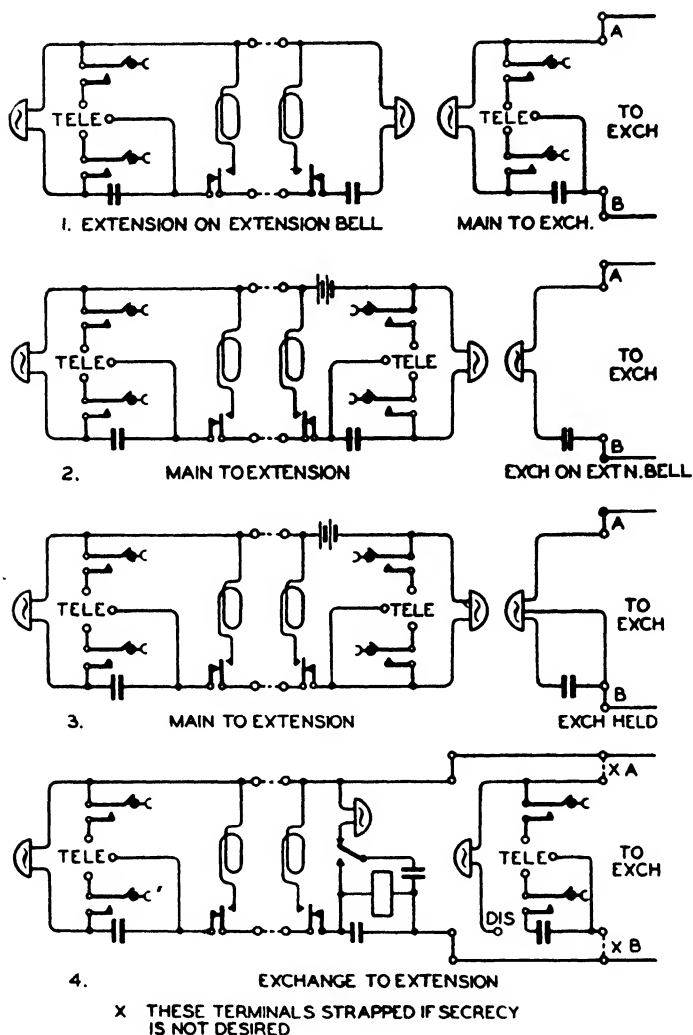 A
TELE
TELE
TO
EXCH
B
1. EXTENSION ON EXTENSION BELL
MAIN TO EXCH.
A
TELE
TELE
TO
EXCH
B
2. MAIN TO EXTENSION
EXCH ON EXTN. BELL
A
TELE
TELE
TO
EXCH
B
3. MAIN TO EXTENSION
EXCH HELD
X A
TELE
TELE
TO
EXCH
DIS
X B
4. EXCHANGE TO EXTENSION
X THESE TERMINALS STRAPPED IF SECRECY
IS NOT DESIRED